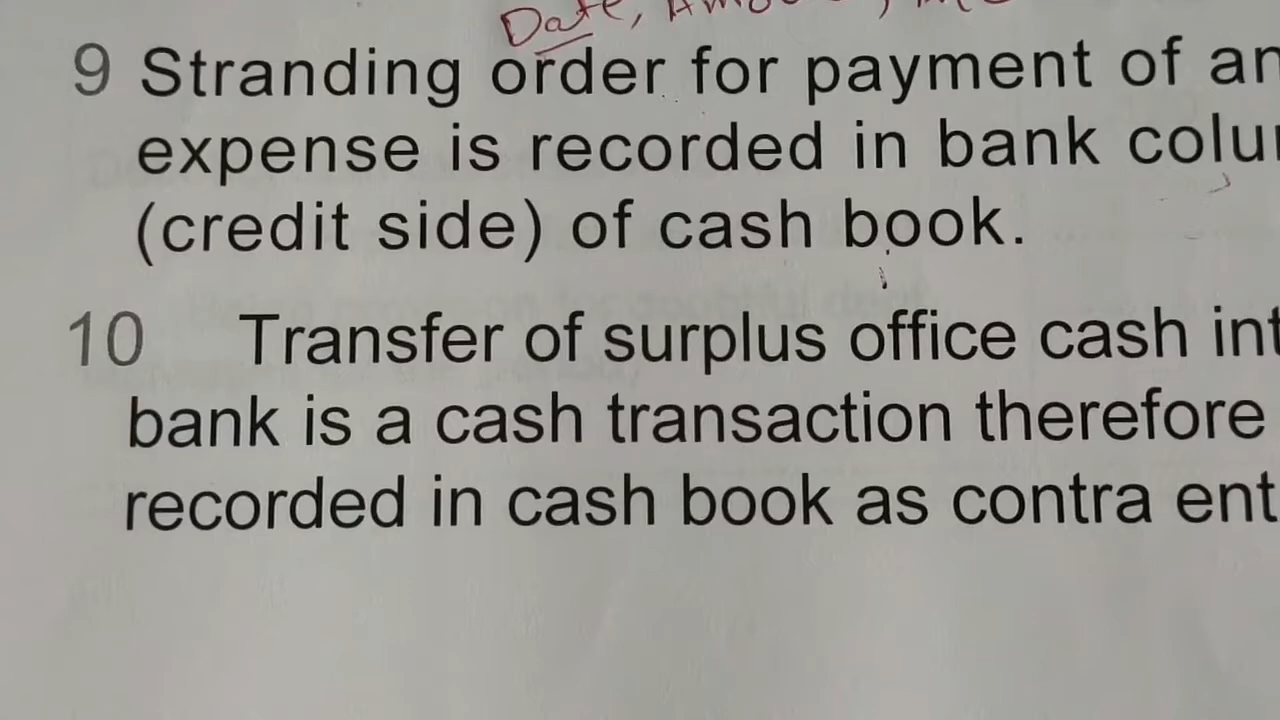 Date,
9 Stranding order for payment of an
expense is recorded in bank colu
(credit side) of cash book.
10 Transfer of surplus office cash int
bank is a cash transaction therefore
recorded in cash book as contra ent